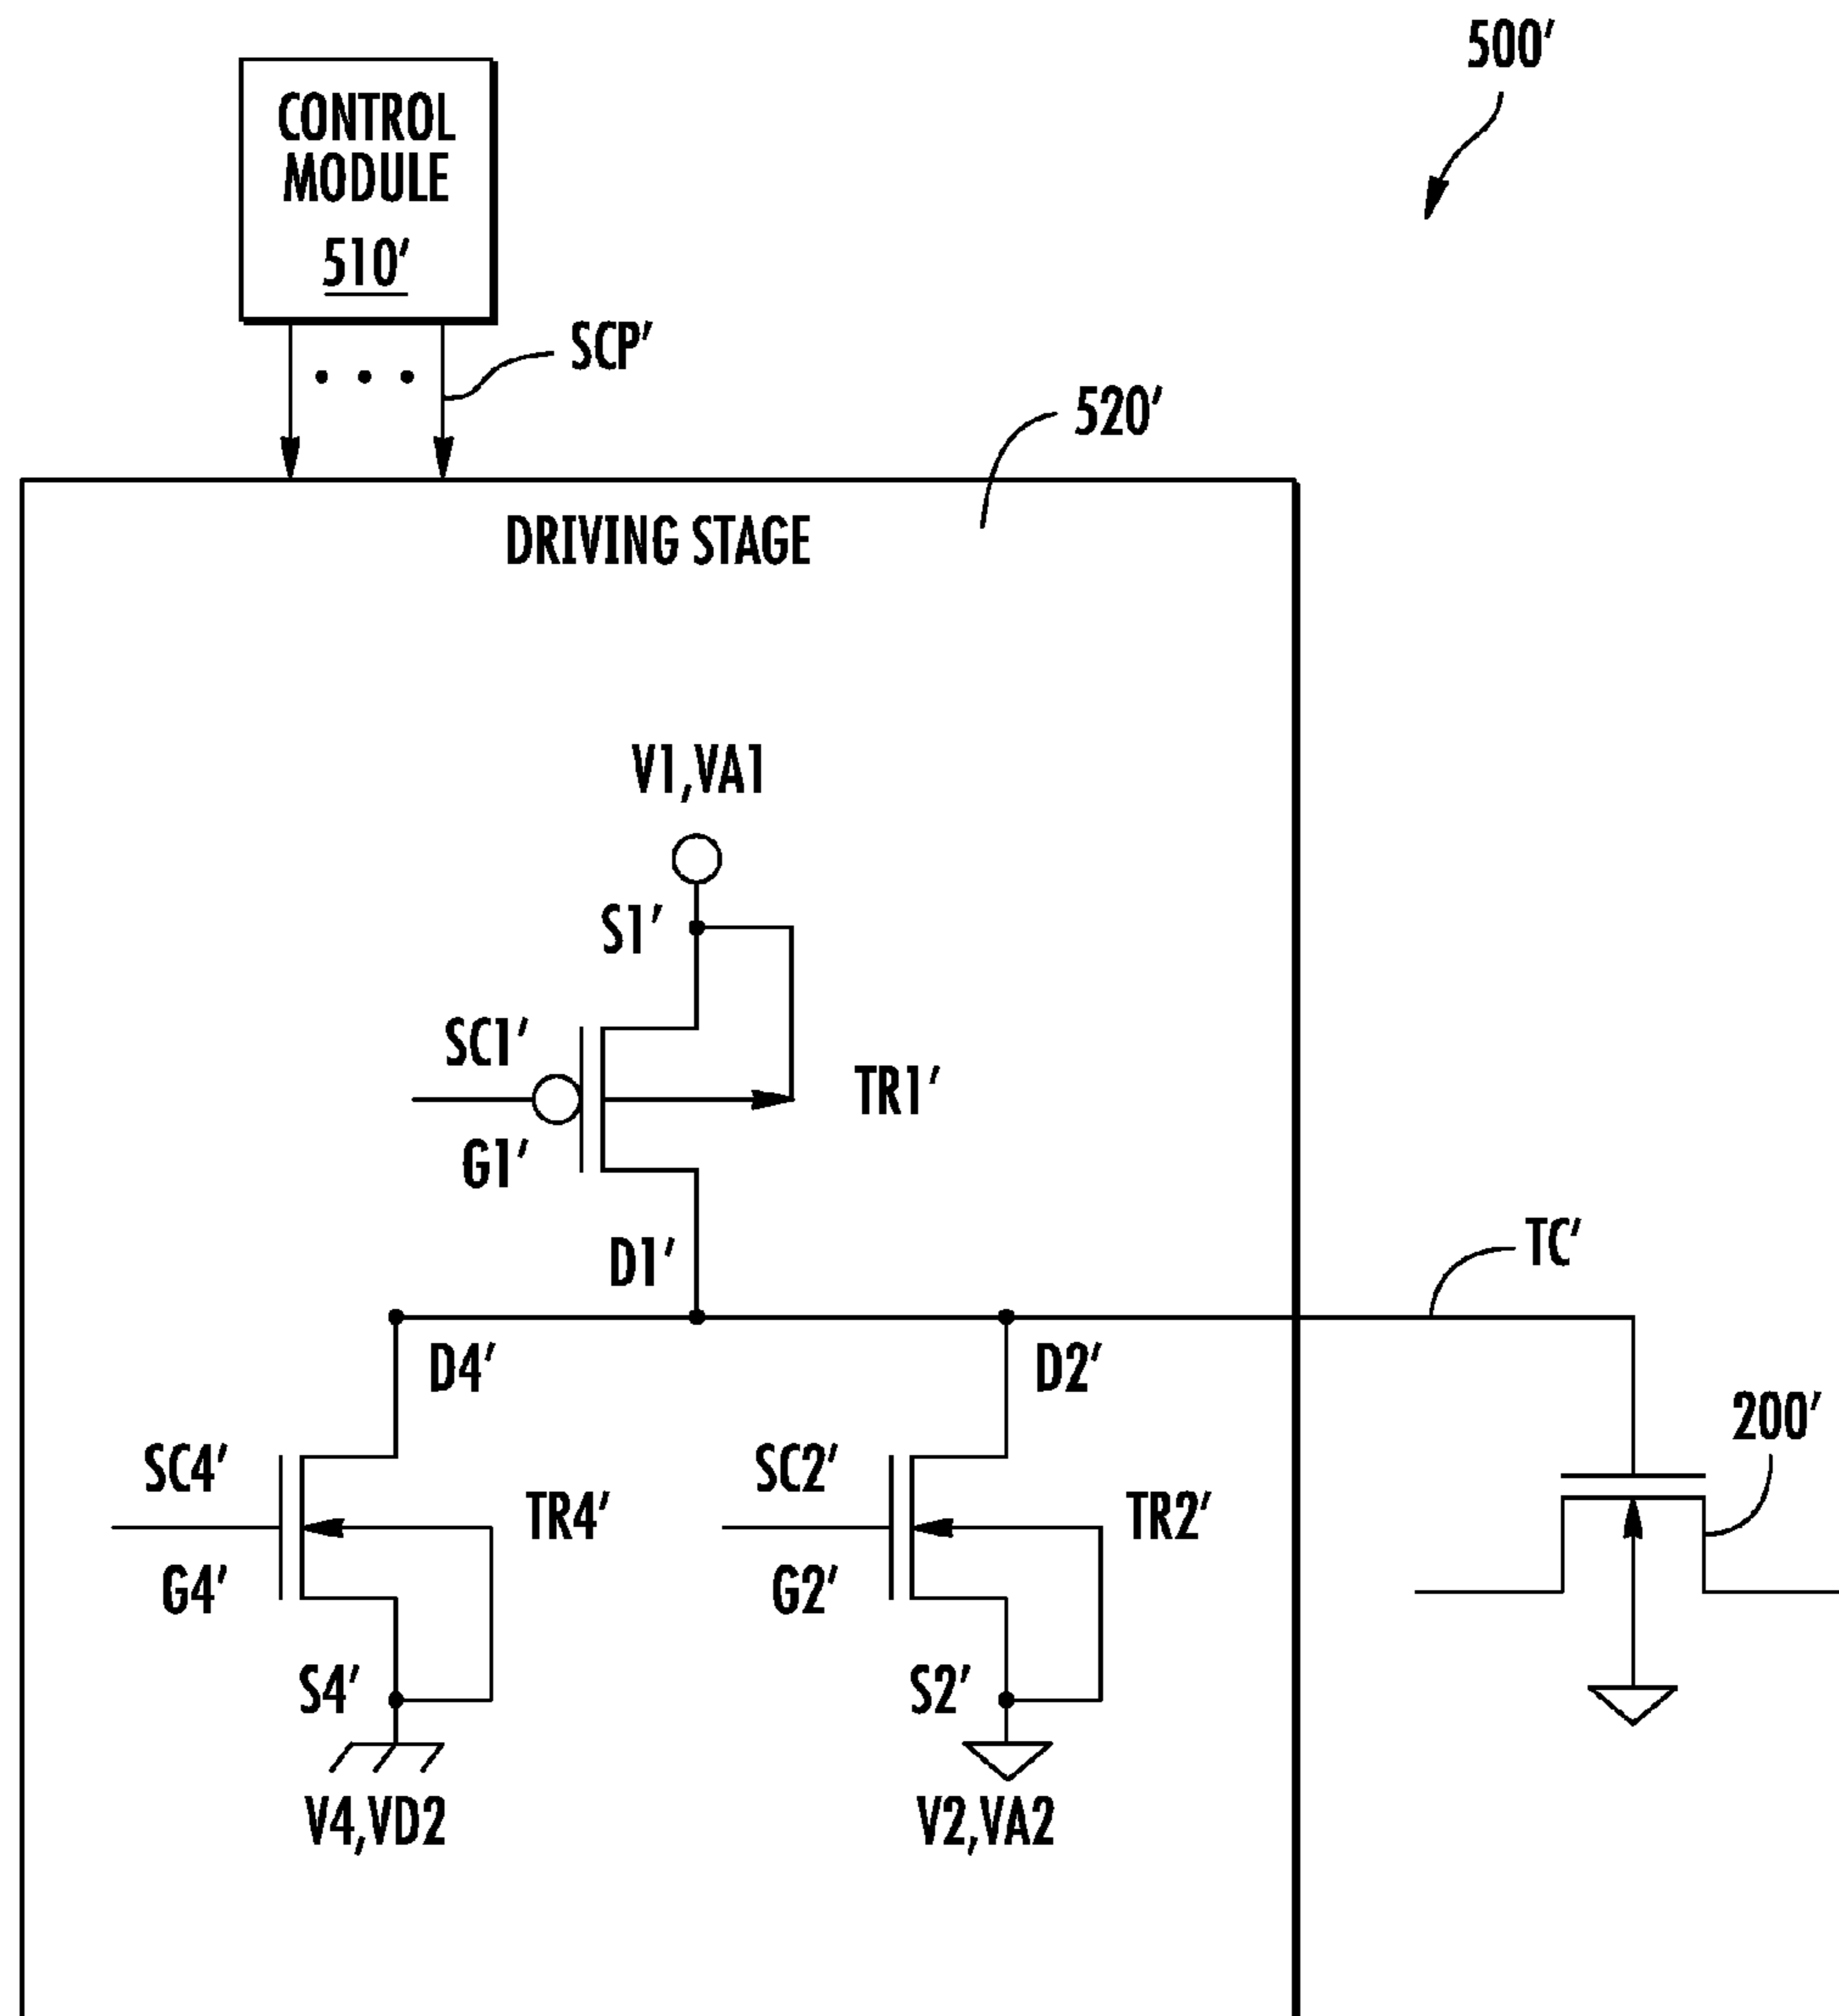 500′
CONTROL
MODULE
510′
SCP′
520′
DRIVING STAGE
V1,VA1
S1′
SC1′
TR1′
G1′
D1′
TC′
D4′
D2′
200′
SC4′
TR4′
SC2′
TR2′
G4′
G2′
S4′
S2′
V4,VD2
V2,VA2